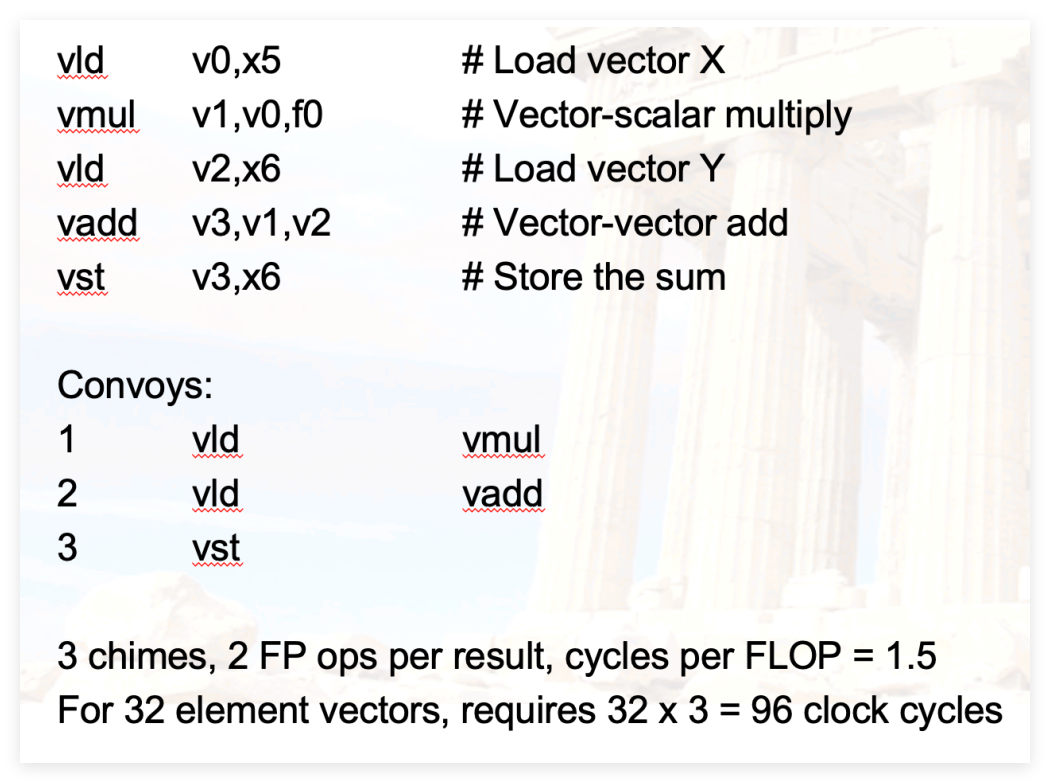 vld v0,x5 # Load vector X
vmul v1,v0,f0 # Vector-scalar multiply
vld v2,x6 # Load vector Y
vadd v3,v1,v2 # Vector-vector add
vst v3,x6 # Store the sum
Convoys:
1 vld vmul
2 vld vadd
3 vst
3 chimes, 2 FP ops per result, cycles per FLOP = 1.5
For 32 element vectors, requires 32 x 3 = 96 clock cycles